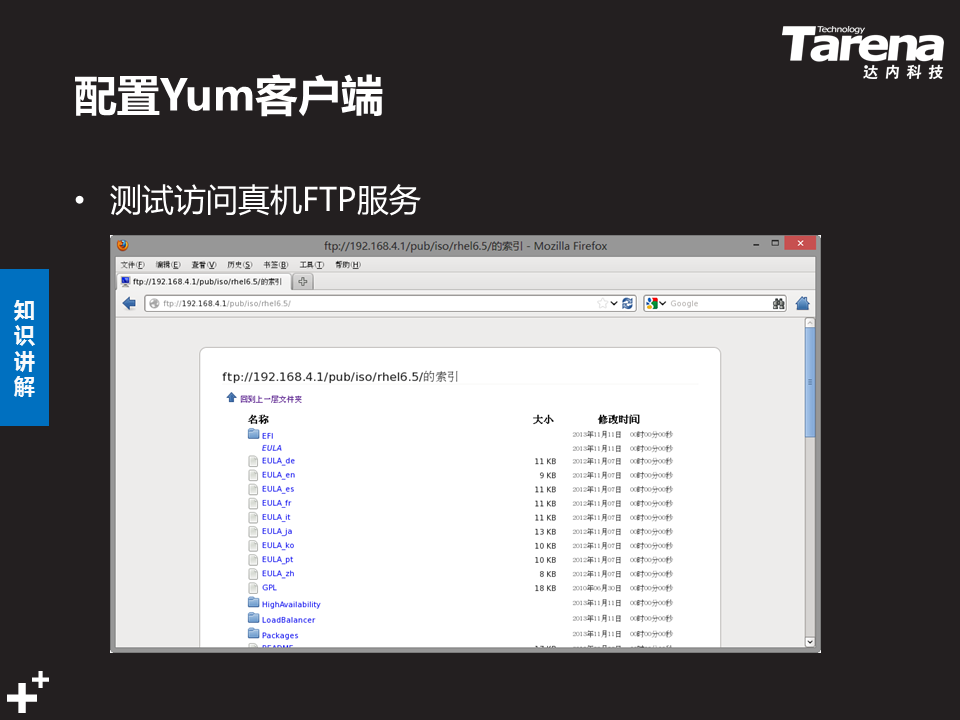 Technology
Tarena
达内科技
配置Yum客户端
• 测试访问真机FTP服务
知识讲解
ftp://192.168.4.1/pub/iso/rhel6.5/的索引 - Mozilla Firefox
文件(F) 编辑(E) 查看(V) 历史(S) 书签(B) 工具(T) 帮助(H)
ftp://192.168.4.1/pub/iso/rhel6.5/的索引
ftp://192.168.4.1/pub/iso/rhel6.5/ Google
ftp://192.168.4.1/pub/iso/rhel6.5/的索引
回到上一层文件夹
名称 大小 修改时间
EFI 2013年11月11日 00时00分00秒
EULA 2013年11月11日 00时00分00秒
EULA_de 11 KB 2012年11月07日 00时00分00秒
EULA_en 9 KB 2012年11月07日 00时00分00秒
EULA_es 11 KB 2012年11月07日 00时00分00秒
EULA_fr 11 KB 2012年11月07日 00时00分00秒
EULA_it 11 KB 2012年11月07日 00时00分00秒
EULA_ja 13 KB 2012年11月07日 00时00分00秒
EULA_ko 10 KB 2012年11月07日 00时00分00秒
EULA_pt 10 KB 2012年11月07日 00时00分00秒
EULA_zh 8 KB 2012年11月07日 00时00分00秒
GPL 18 KB 2010年06月30日 00时00分00秒
HighAvailability 2013年11月11日 00时00分00秒
LoadBalancer 2013年11月11日 00时00分00秒
Packages 2013年11月11日 00时00分00秒